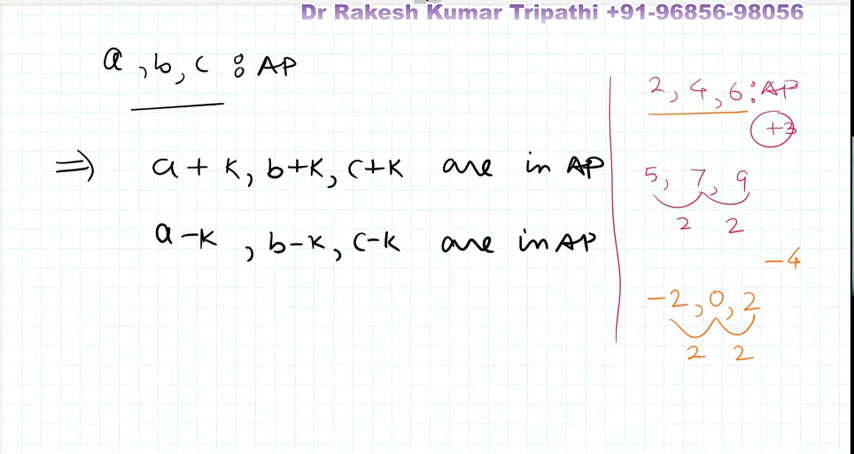 Dr Rakesh Kumar Tripathi +91-96856-98056
a, b, c : AP
⇒ a + K, b+K, c+K are in AP
a-K, b-K, c-K are in AP
2, 4, 6 : AP
+3
5, 7, 9
2 2
-4
-2, 0, 2
2 2